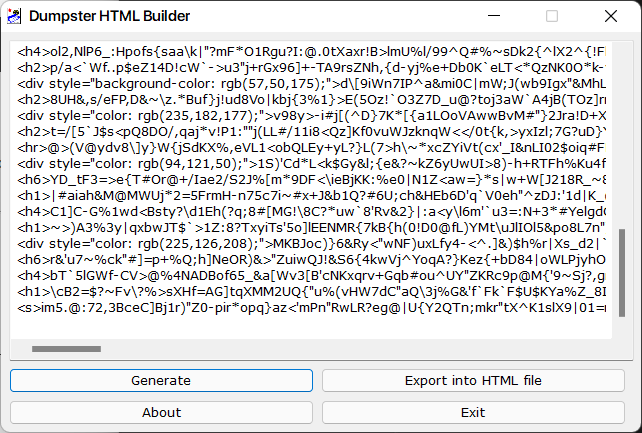 Dumpster HTML Builder
<h4>ol2,NlP6_:Hpofs{saa\k|"?mF*O1Rgu?I:@.0tXaxr!B>lmU%l/99^Q#%~sDk2{^lX2^{!F
<h2>p/a<`Wf..p$eZ14D!cW`->u3"j+rGx96]+-TA9rsZNh,{d-yj%e+Db0K`eLT<*QzNK0O*k-
<div style="background-color: rgb(57,50,175);">d\[9iWn7IP^a&mi0C|mW;J(wb9Igx"&MhL
<h2>8UH&,s/eFP,D&~\z.*Buf}j!ud8Vo|kbj{3%1}>E(5Oz!`O3Z7D_u@?toj3aW`A4jB(TOz]r
<div style="color: rgb(235,182,177);">v98y>-i#j[(^D}7K*[{a1LOoVAwwBvM#"}2Jra!D+X
<h2>t=/[5`J$s<pQ8DO/,qaj*v!P1:""j(LL#/11i8<Qz]Kf0vuWJzknqW<</0t{k,>yxIzl;7G?uD}
<hr>@>(V@ydv8\]y}W{jSdKX%,eVL1<obQLEy+yL?}L(7>h\~*xcZYiVt(cx'_I&nLI02$oiq#F
<div style="color: rgb(94,121,50);">1S)'Cd*L<k$Gy&l;{e&?~kZ6yUwUI>8)-h+RTFh%Ku4f
<h6>YD_tF3=>e{T#Or@+/Iae2/S2J%[m*9DF<\ieBjKK:%e0|N1Z<aw=}*s|w+W[J218R_~8
<h1>|#aiah&M@MWUj*2=5FrmH-n75c7i~#x+J&b1Q?#6U;ch&HEb6D'q`V0eh"^zDJ:'1d|K_
<h4>C1]C-G%1wd<Bsty?\d1Eh(?q;8#[MG!\8C?*uw`8'Rv&2}|:a<y\l6m'`u3=:N+3*#Yelgd
<h1>~>)A3%3y|qxbwJT$`>1Z:8?TxyiTs'5o]lEENMR{7kB{h(0!D0@fL)YMt\uJlIOl5&po8L7n
<div style="color: rgb(225,126,208);">MKBJoc)}6&Ry<"wNF)uxLfy4-<^.]&)$h%r|Xs_d2|`
<h6>r&'u7~%ck"#]=p+%Q;h]NeOR)&>"ZuiwQJ!&S6{4kwVj^YoqA?}Kez{+bD84|oWLPjyhO
<h4>bT`5lGWf-CV>@%4NADBof65_&a[Wv3[B'cNKxqrv+Gqb#ou^UY"ZKRc9p@M{'9~Sj?,g
<h1>\cB2=$?~Fv\?%>sXHf=AG]tqXMM2UQ{"u%(vHW7dC"aQ\3j%G&'f`Fk`F$U$KYa%Z_8
<s>im5.@:72,3BceC]Bj1r)"Z0-pir*opq}az<'mPn"RwLR?eg@|U{Y2QTn;mkr"tX^K1slX9|01=
Generate
Export into HTML file
About
Exit